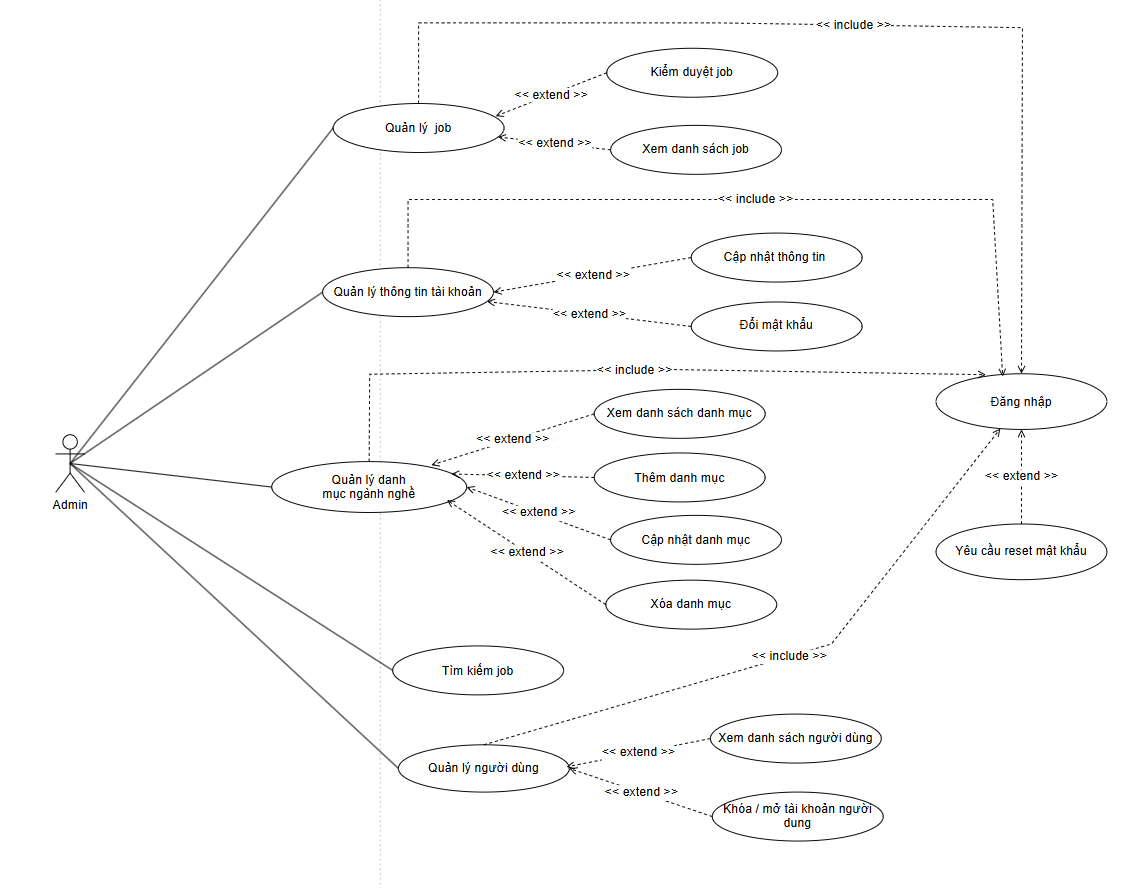 << include >>
Kiểm duyệt job
<< extend >>
Quản lý  job
<< extend >>
Xem danh sách job
<< include >>
Cập nhật thông tin
<< extend >>
Quản lý thông tin tài khoản
<< extend >>
Đổi mật khẩu
<< include >>
Đăng nhập
Xem danh sách danh mục
<< extend >>
Quản lý danh
mục ngành nghề
<< extend >>
Thêm danh mục
<< extend >>
Admin
<< extend >>
Cập nhật danh mục
<< extend >>
Yêu cầu reset mật khẩu
Xóa danh mục
<< include >>
Tìm kiếm job
Xem danh sách người dùng
<< extend >>
Quản lý người dùng
<< extend >>
Khóa / mở tài khoản người
dung